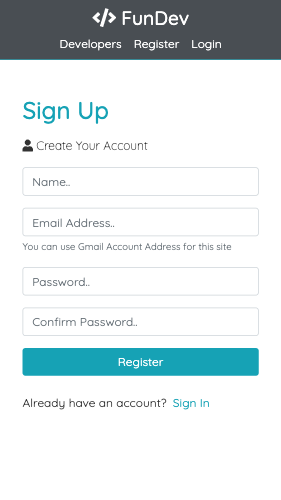 FunDev
Developers Register Login
Sign Up
Create Your Account
Name..
Email Address..
You can use Gmail Account Address for this site
Password..
Confirm Password..
Register
Already have an account? Sign In